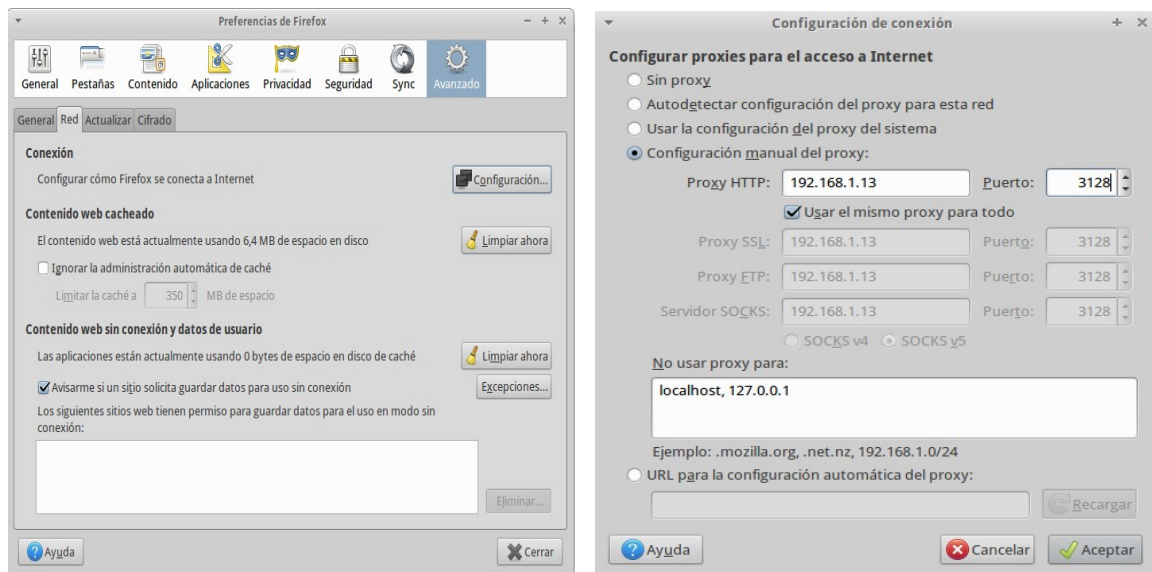 Preferencias de Firefox
General Pestañas Contenido Aplicaciones Privacidad Seguridad Sync Avanzado
General Red Actualizar Cifrado
Conexión
Configurar cómo Firefox se conecta a Internet Configuración...
Contenido web cacheado
El contenido web está actualmente usando 6,4 MB de espacio en disco Limpiar ahora
Ignorar la administración automática de caché
Limitar la caché a 350 MB de espacio
Contenido web sin conexión y datos de usuario
Las aplicaciones están actualmente usando 0 bytes de espacio en disco de caché Limpiar ahora
Avisarme si un sitio solicita guardar datos para uso sin conexión Excepciones...
Los siguientes sitios web tienen permiso para guardar datos para el uso en modo sin
conexión:
Eliminar...
Ayuda Cerrar
Configuración de conexión
Configurar proxies para el acceso a Internet
Sin proxy
Autodetectar configuración del proxy para esta red
Usar la configuración del proxy del sistema
Configuración manual del proxy:
Proxy HTTP: 192.168.1.13 Puerto: 3128
Usar el mismo proxy para todo
Proxy SSL: 192.168.1.13 Puerto: 3128
Proxy FTP: 192.168.1.13 Puerto: 3128
Servidor SOCKS: 192.168.1.13 Puerto: 3128
SOCKS v4 SOCKS v5
No usar proxy para:
localhost, 127.0.0.1
Ejemplo: .mozilla.org, .net.nz, 192.168.1.0/24
URL para la configuración automática del proxy:
Recargar
Ayuda Cancelar Aceptar